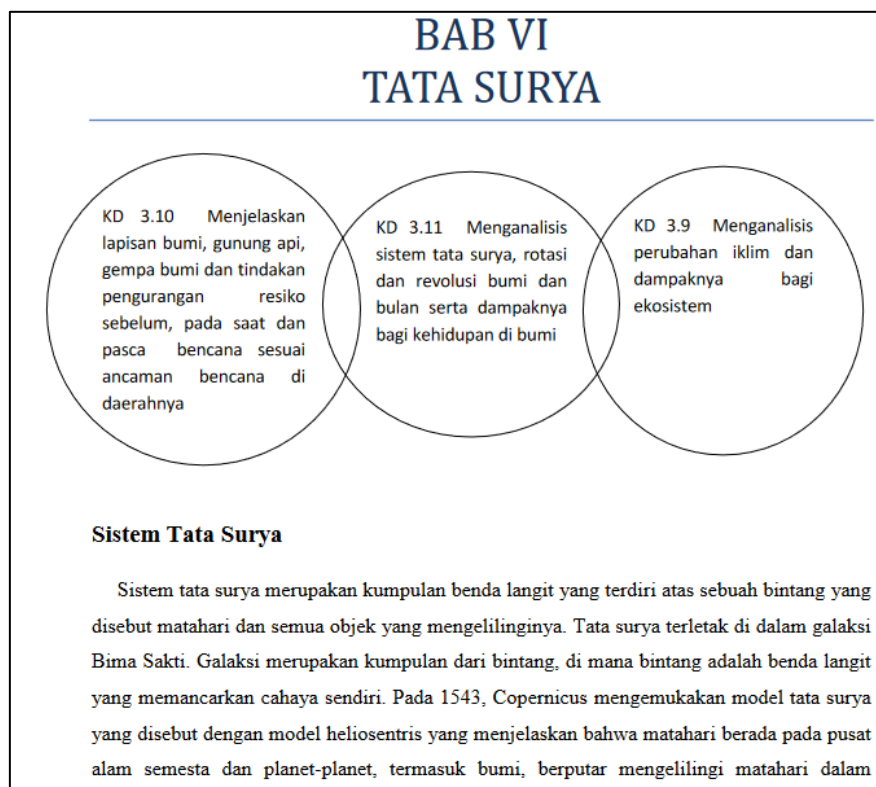 BAB VI
TATA SURYA
KD 3.10 Menjelaskan
lapisan bumi, gunung api,
gempa bumi dan tindakan
pengurangan resiko
sebelum, pada saat dan
pasca bencana sesuai
ancaman bencana di
daerahnya
KD 3.11 Menganalisis
sistem tata surya, rotasi
dan revolusi bumi dan
bulan serta dampaknya
bagi kehidupan di bumi
KD 3.9 Menganalisis
perubahan iklim dan
dampaknya bagi
ekosistem
Sistem Tata Surya
Sistem tata surya merupakan kumpulan benda langit yang terdiri atas sebuah bintang yang
disebut matahari dan semua objek yang mengelilinginya. Tata surya terletak di dalam galaksi
Bima Sakti. Galaksi merupakan kumpulan dari bintang, di mana bintang adalah benda langit
yang memancarkan cahaya sendiri. Pada 1543, Copernicus mengemukakan model tata surya
yang disebut dengan model heliosentris yang menjelaskan bahwa matahari berada pada pusat
alam semesta dan planet-planet, termasuk bumi, berputar mengelilingi matahari dalam